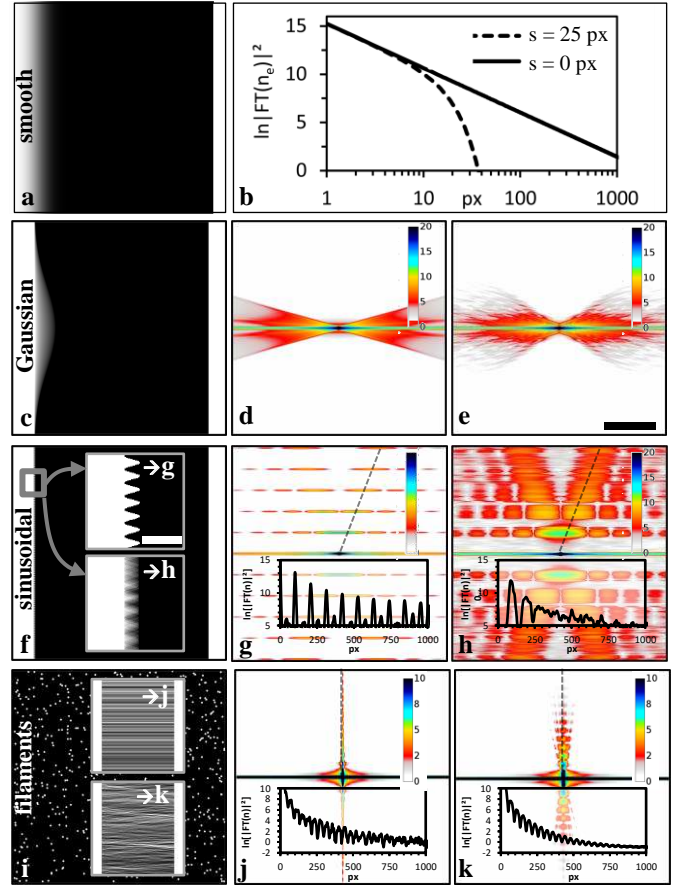 smooth
a
ln|FT(nₑ)|²
15
10
5
0
1
10
100
1000
px
s = 25 px
s = 0 px
b
Gaussian
c
20
15
10
5
0
d
20
15
10
5
0
e
sinusoidal
→g
→h
f
20
15
10
5
0
ln(|FT(n)|²]
15
10
5
0
250
500
750
1000
px
g
20
15
10
5
0
ln(|FT(n)|²]
15
10
5
0
250
500
750
1000
px
h
filaments
→j
→k
i
10
8
6
4
2
0
ln(|FT(n)|²]
10
8
6
4
2
0
-2
0
250
500
750
1000
px
j
10
8
6
4
2
0
ln(|FT(n)|²]
10
8
6
4
2
0
-2
0
250
500
750
1000
px
k